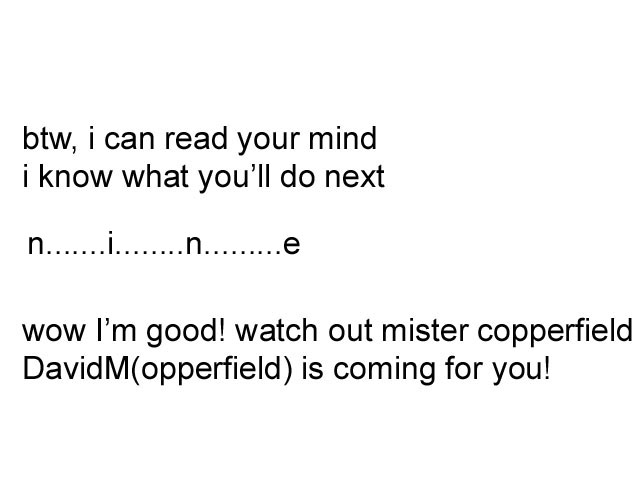 btw, i can read your mind
i know what you'll do next
n.......i........n.........e
wow I'm good! watch out mister copperfield
DavidM(opperfield) is coming for you!